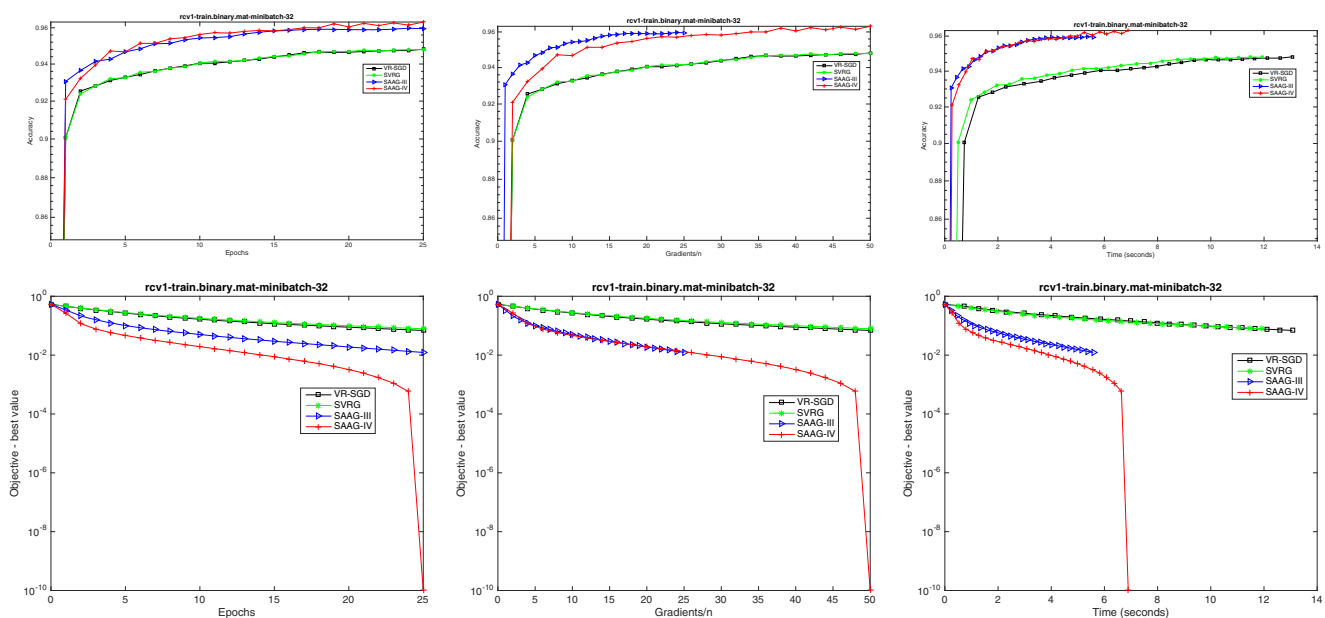 rcv1-train.binary.mat-minibatch-32
0.96
0.94
0.92
0.9
0.88
0.86
Accuracy
VR-SGD
SVRG
SAAG-III
SAAG-IV
0 5 10 15 20 25
Epochs
rcv1-train.binary.mat-minibatch-32
0.96
0.94
0.92
0.9
0.88
0.86
Accuracy
VR-SGD
SVRG
SAAG-III
SAAG-IV
0 5 10 15 20 25 30 35 40 45 50
Gradients/n
rcv1-train.binary.mat-minibatch-32
0.96
0.94
0.92
0.9
0.88
0.86
Accuracy
VR-SGD
SVRG
SAAG-III
SAAG-IV
0 2 4 6 8 10 12 14
Time (seconds)
rcv1-train.binary.mat-minibatch-32
10^0
10^-2
10^-4
10^-6
10^-8
10^-10
Objective - best value
VR-SGD
SVRG
SAAG-III
SAAG-IV
0 5 10 15 20 25
Epochs
rcv1-train.binary.mat-minibatch-32
10^0
10^-2
10^-4
10^-6
10^-8
10^-10
Objective - best value
VR-SGD
SVRG
SAAG-III
SAAG-IV
0 5 10 15 20 25 30 35 40 45 50
Gradients/n
rcv1-train.binary.mat-minibatch-32
10^0
10^-2
10^-4
10^-6
10^-8
10^-10
Objective - best value
VR-SGD
SVRG
SAAG-III
SAAG-IV
0 2 4 6 8 10 12 14
Time (seconds)